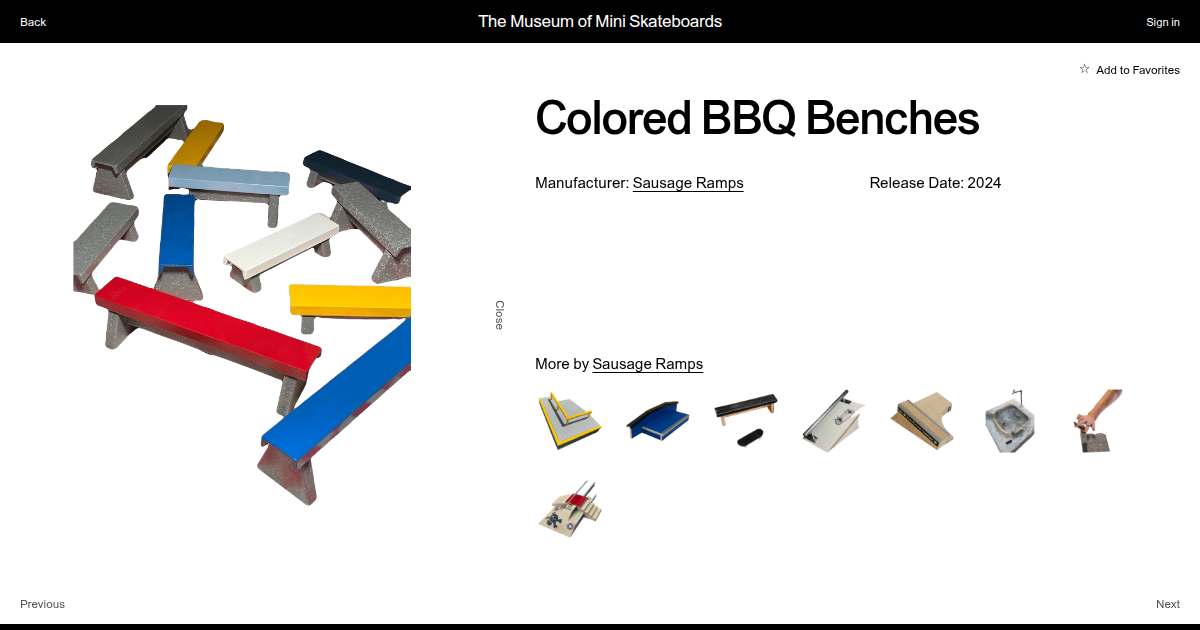 Back
The Museum of Mini Skateboards
Sign in
☆ Add to Favorites
Colored BBQ Benches
Manufacturer: Sausage Ramps
Release Date: 2024
Close
More by Sausage Ramps
Previous
Next